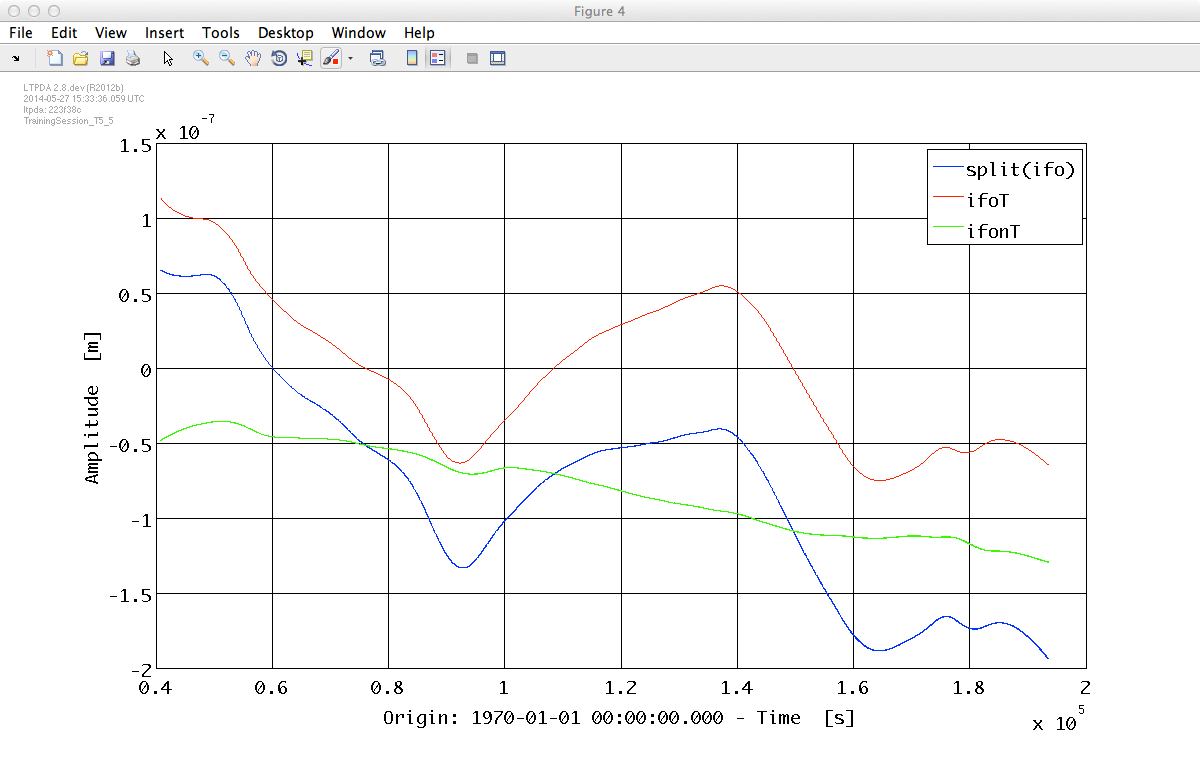 Figure 4
File Edit View Insert Tools Desktop Window Help
LTPDA 2.8.dev (R2012b)
2014-05-27 15:33:36.059 UTC
ltpda: 223f38c
TrainingSession_T5_5
x 10^-7
1.5
1
0.5
0
-0.5
-1
-1.5
-2
Amplitude [m]
split(ifo)
ifoT
ifonT
0.4 0.6 0.8 1 1.2 1.4 1.6 1.8 2
Origin: 1970-01-01 00:00:00.000 - Time [s]
x 10^5